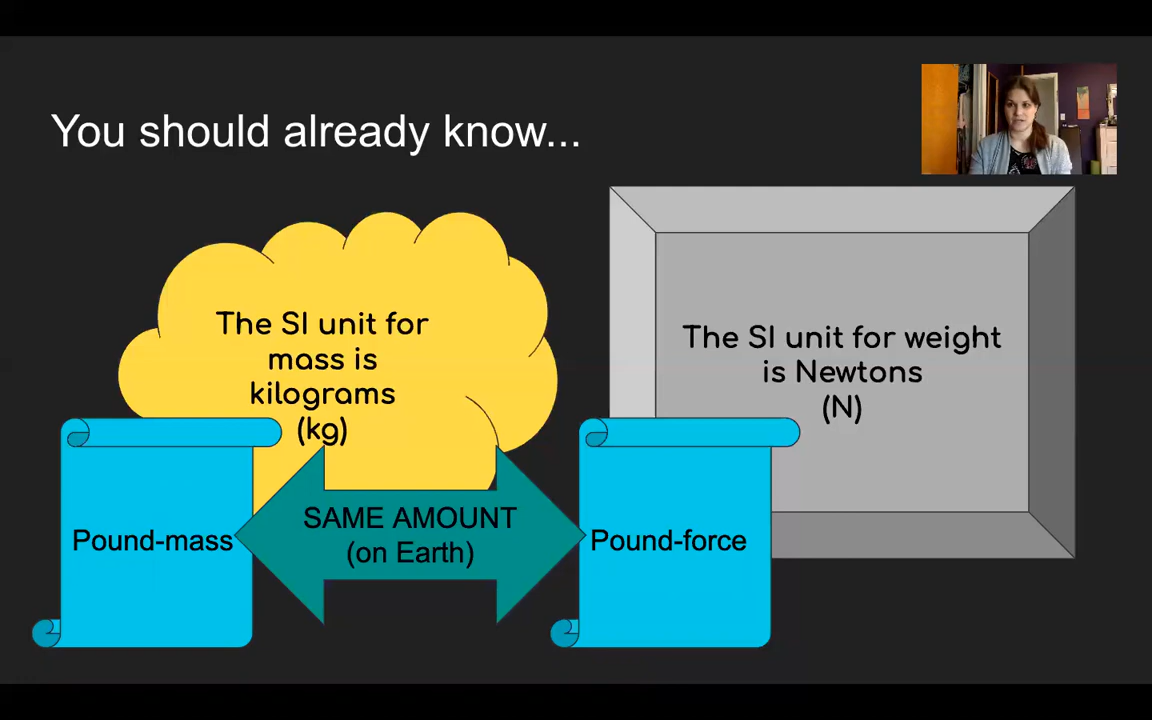 You should already know...
The SI unit for
mass is
kilograms
(kg)
The SI unit for weight
is Newtons
(N)
Pound-mass
SAME AMOUNT
(on Earth)
Pound-force